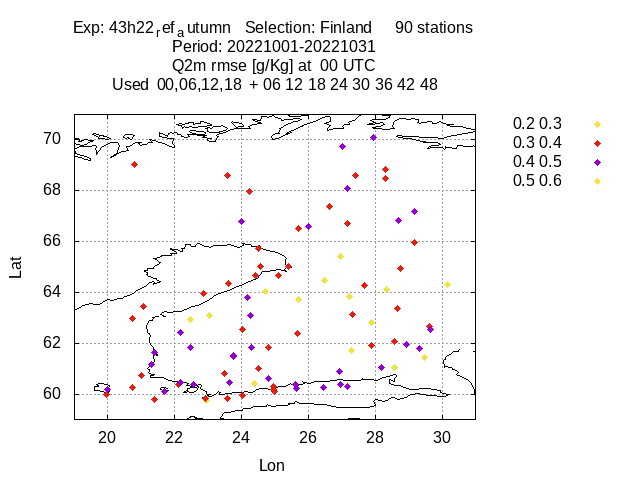 Exp: 43h22ref_autumn Selection: Finland 90 stations
Period: 20221001-20221031
Q2m rmse [g/Kg] at 00 UTC
Used 00,06,12,18 + 06 12 18 24 30 36 42 48
0.2 0.3
0.3 0.4
0.4 0.5
0.5 0.6
70
68
66
64
62
60
Lat
20 22 24 26 28 30
Lon